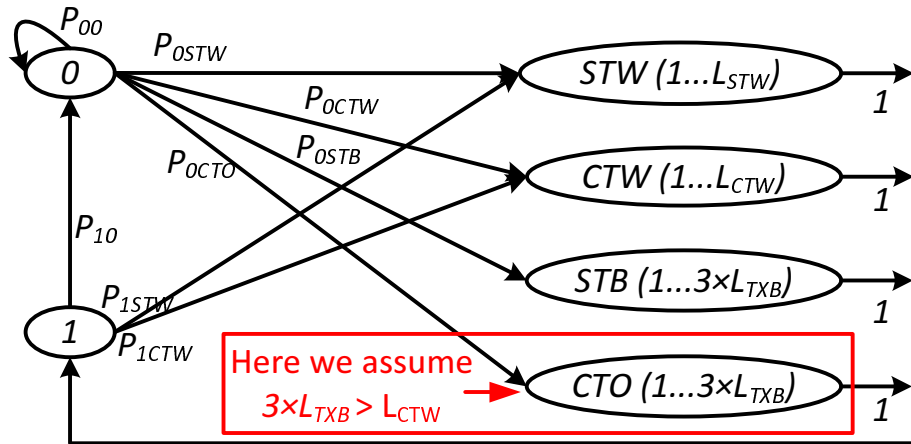 P00
0
P0STW
STW (1...LSTW)
1
P0CTW
P0STB
P0CTO
CTW (1...LCTW)
1
P10
STB (1...3×LTXB)
1
P1STW
1
P1CTW
Here we assume
3×LTXB > LCTW
CTO (1...3×LTXB)
1